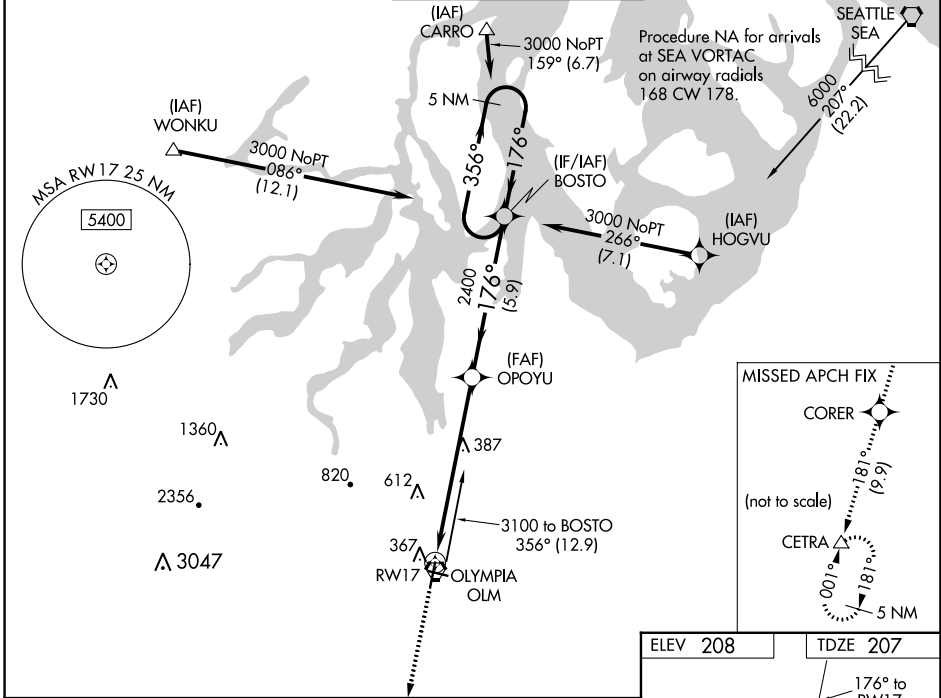 (IAF)
CARRO
3000 NoPT
159° (6.7)
Procedure NA for arrivals
at SEA VORTAC
on airway radials
168 CW 178.
SEATTLE
SEA
6000
207°
(22.2)
5 NM
356°
176°
(IAF)
WONKU
3000 NoPT
086°
(12.1)
(IF/IAF)
BOSTO
3000 NoPT
266°
(7.1)
(IAF)
HOGVU
MSA RW17 25 NM
5400
2400
176°
(5.9)
(FAF)
OPOYU
1730
1360
2356
3047
820
612
387
367
3100 to BOSTO
356° (12.9)
RW17
OLYMPIA
OLM
MISSED APCH FIX
CORER
181°
(9.9)
(not to scale)
CETRA
001°
181°
5 NM
ELEV 208
TDZE 207
176° to
RW17